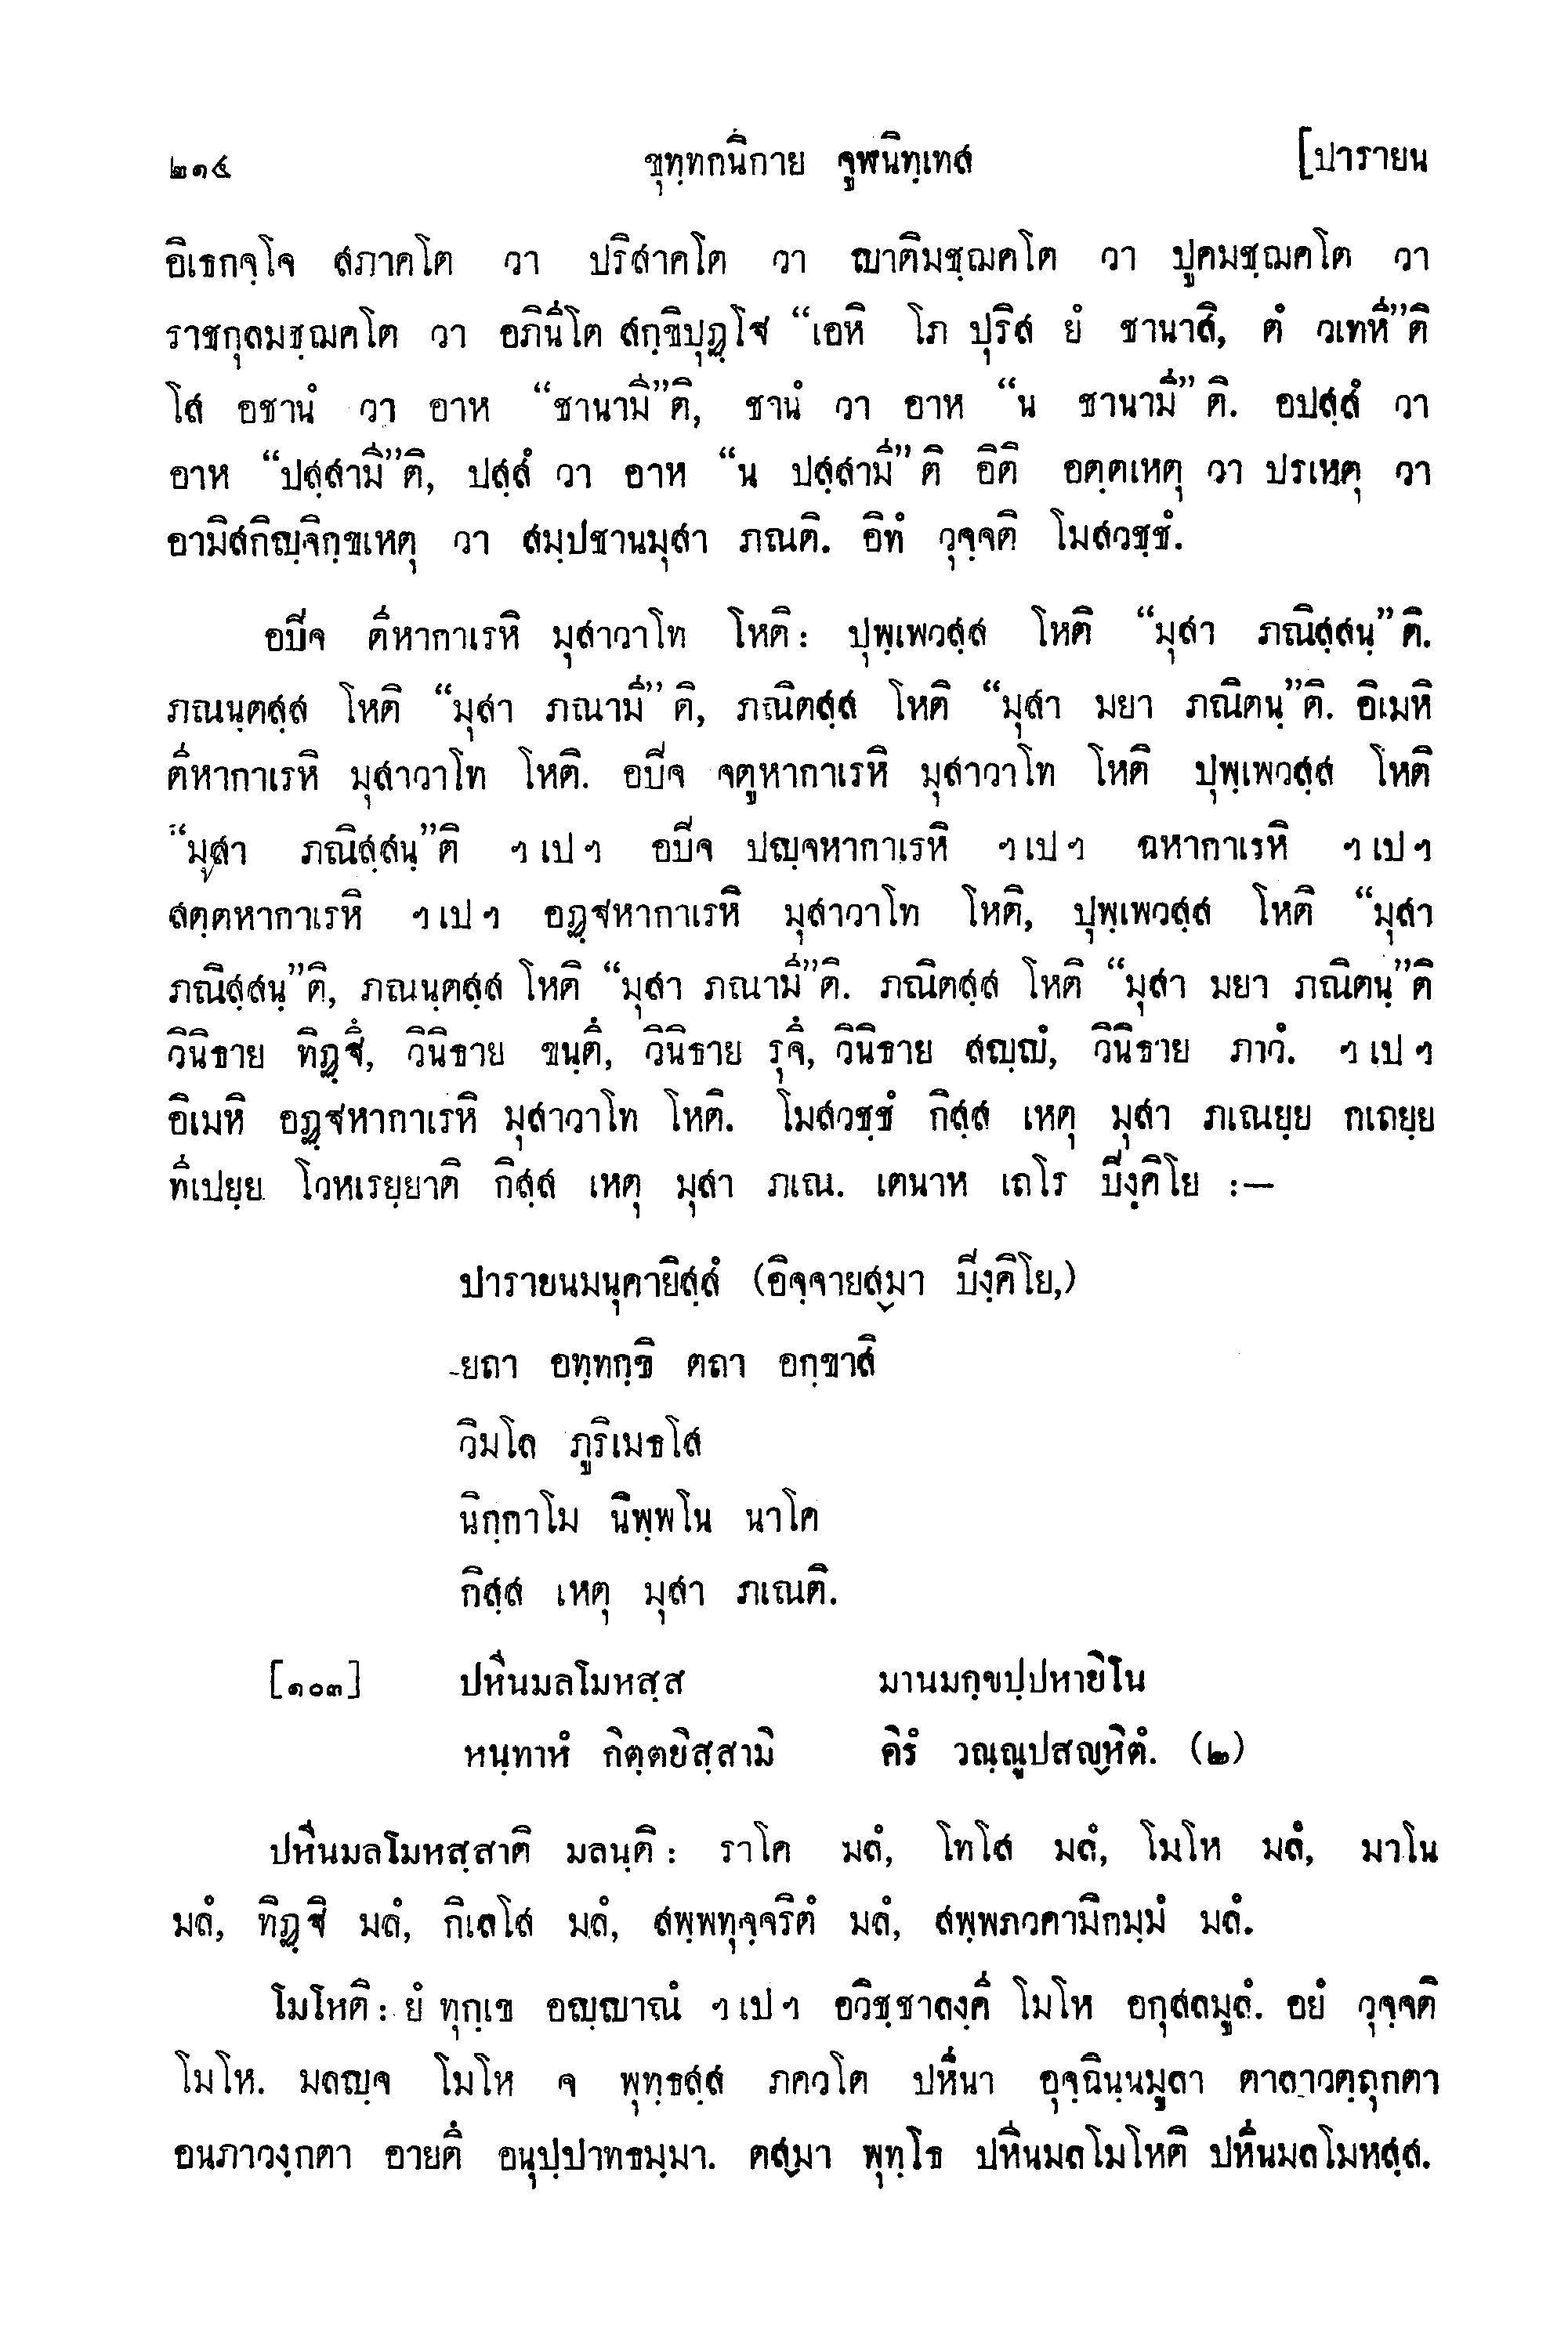 ๒๑๔ ขุทฺทกนิกาย จูฬนิทฺเทส [ปารายน
อิเธกจฺโจ สภาคโต วา ปริสาคโต วา ญาติมชฺฌคโต วา ปูคมชฺฌคโต วา
ราชกุลมชฺฌคโต วา อภินีโต สกฺขิปุฏฺโฐ “เอหิ โภ ปุริส ยํ ชานาสิ, ตํ วเทหี”ติ
โส อชานํ วา อาห “ชานามี”ติ, ชานํ วา อาห “น ชานามี”ติ. อปสฺสํ วา
อาห “ปสฺสามี”ติ, ปสฺสํ วา อาห “น ปสฺสามี”ติ อิติ อตฺตเหตุ วา ปรเหตุ วา
อามิสกิญฺจิกฺขเหตุ วา สมฺปชานมุสา ภณติ. อิทํ วุจฺจติ โมสวชฺชํ.
อปิจ ตีหากาเรหิ มุสาวาโท โหติ: ปุพฺเพวสฺส โหติ “มุสา ภณิสฺสนฺ”ติ.
ภณนฺตสฺส โหติ “มุสา ภณามี”ติ, ภณิตสฺส โหติ “มุสา มยา ภณิตนฺ”ติ. อิเมหิ
ตีหากาเรหิ มุสาวาโท โหติ. อปิจ จตูหากาเรหิ มุสาวาโท โหติ ปุพฺเพวสฺส โหติ
“มุสา ภณิสฺสนฺ”ติ ฯ เป ฯ อปิจ ปญฺจหากาเรหิ ฯ เป ฯ ฉหากาเรหิ ฯ เป ฯ
สตฺตหากาเรหิ ฯ เป ฯ อฏฺฐหากาเรหิ มุสาวาโท โหติ, ปุพฺเพวสฺส โหติ “มุสา
ภณิสฺสนฺ”ติ, ภณนฺตสฺส โหติ “มุสา ภณามี”ติ. ภณิตสฺส โหติ “มุสา มยา ภณิตนฺ”ติ
วินิธาย ทิฏฺฐึ, วินิธาย ขนฺตึ, วินิธาย รุจึ, วินิธาย สญฺญํ, วินิธาย ภาวํ. ฯ เป ฯ
อิเมหิ อฏฺฐหากาเรหิ มุสาวาโท โหติ. โมสวชฺชํ กิสฺส เหตุ มุสา ภเณยฺย กเถยฺย
ทีเปยฺย โวหเรยฺยาติ กิสฺส เหตุ มุสา ภเณ. เตนาห เถโร ปิงฺคิโย :—
ปารายนมนุคายิสฺสํ (อิจฺจายสฺมา ปิงฺคิโย,)
ยถา อทฺทกฺขิ ตถา อกฺขาสิ
วิมโล ภูริเมธโส
นิกฺกาโม นิพฺพโน นาโค
กิสฺส เหตุ มุสา ภเณติ.
[๑๐๓] ปหีนมลโมหสฺส มานมกฺขปฺปหายิโน
หนฺทาหํ กิตฺตยิสฺสามิ คิรํ วณฺณูปสญฺหิตํ. (๒)
ปหีนมลโมหสฺสาติ มลนฺติ: ราโค มลํ, โทโส มลํ, โมโห มลํ, มาโน
มลํ, ทิฏฺฐิ มลํ, กิเลโส มลํ, สพฺพทุจฺจริตํ มลํ, สพฺพภวคามิกมฺมํ มลํ.
โมโหติ: ยํ ทุกฺเข อญฺญาณํ ฯ เป ฯ อวิชฺชาลงฺคึ โมโห อกุสลมูลํ. อยํ วุจฺจติ
โมโห. มลญฺจ โมโห จ พุทฺธสฺส ภควโต ปหีนา อุจฺฉินฺนมูลา ตาลาวตฺถุกตา
อนภาวงฺกตา อายตึ อนุปฺปาทธมฺมา. ตสฺมา พุทฺโธ ปหีนมลโมโหติ ปหีนมลโมหสฺส.